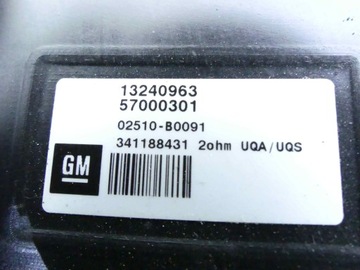 13240963
57000301
02510-B0091
341188431 2ohm UQA/UQS
GM